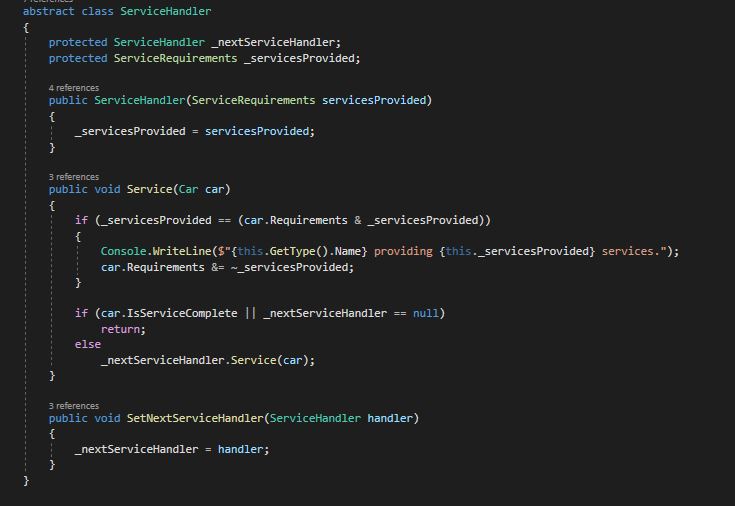 7 references
abstract class ServiceHandler
{
protected ServiceHandler _nextServiceHandler;
protected ServiceRequirements _servicesProvided;
4 references
public ServiceHandler(ServiceRequirements servicesProvided)
{
_servicesProvided = servicesProvided;
}
3 references
public void Service(Car car)
{
if (_servicesProvided == (car.Requirements & _servicesProvided))
{
Console.WriteLine($"{this.GetType().Name} providing {this._servicesProvided} services.");
car.Requirements &= ~_servicesProvided;
}
if (car.IsServiceComplete || _nextServiceHandler == null)
return;
else
_nextServiceHandler.Service(car);
}
3 references
public void SetNextServiceHandler(ServiceHandler handler)
{
_nextServiceHandler = handler;
}
}